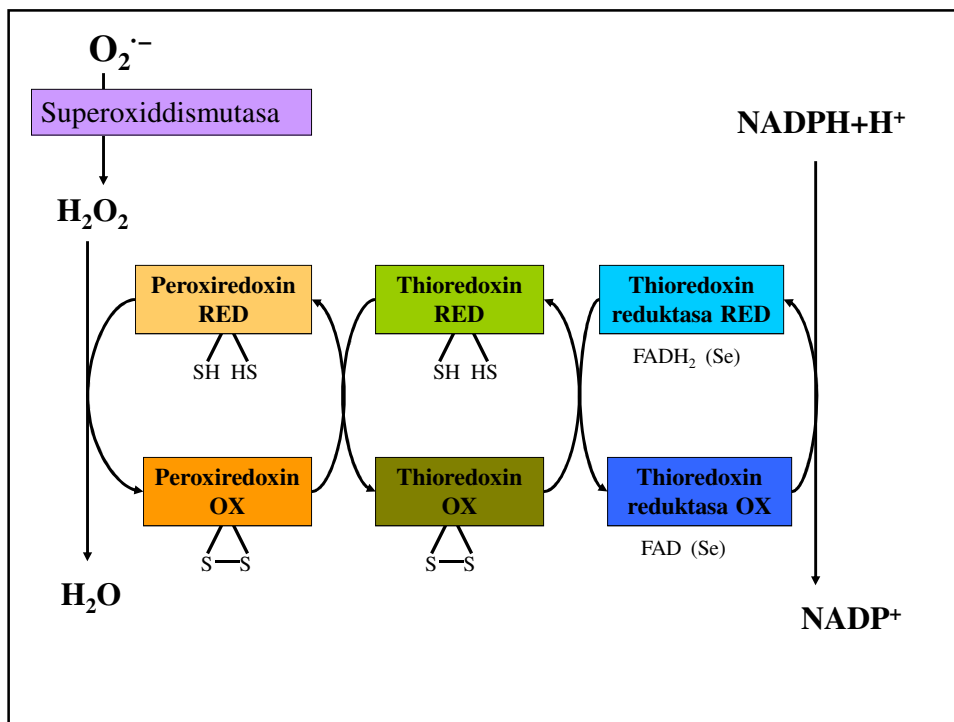 O₂˙⁻
Superoxiddismutasa
NADPH+H⁺
H₂O₂
Peroxiredoxin
RED
Thioredoxin
RED
Thioredoxin
reduktasa RED
SH HS
SH HS
FADH₂ (Se)
Peroxiredoxin
OX
Thioredoxin
OX
Thioredoxin
reduktasa OX
S S
S S
FAD (Se)
H₂O
NADP⁺